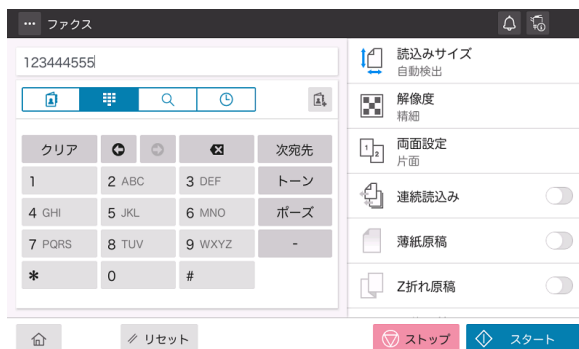 ファクス
123444555
クリア
次宛先
1
2 ABC
3 DEF
トーン
4 GHI
5 JKL
6 MNO
ポーズ
7 PQRS
8 TUV
9 WXYZ
-
*
0
#
読込みサイズ
自動検出
解像度
精細
両面設定
片面
連続読込み
薄紙原稿
Z折れ原稿
リセット
ストップ
スタート